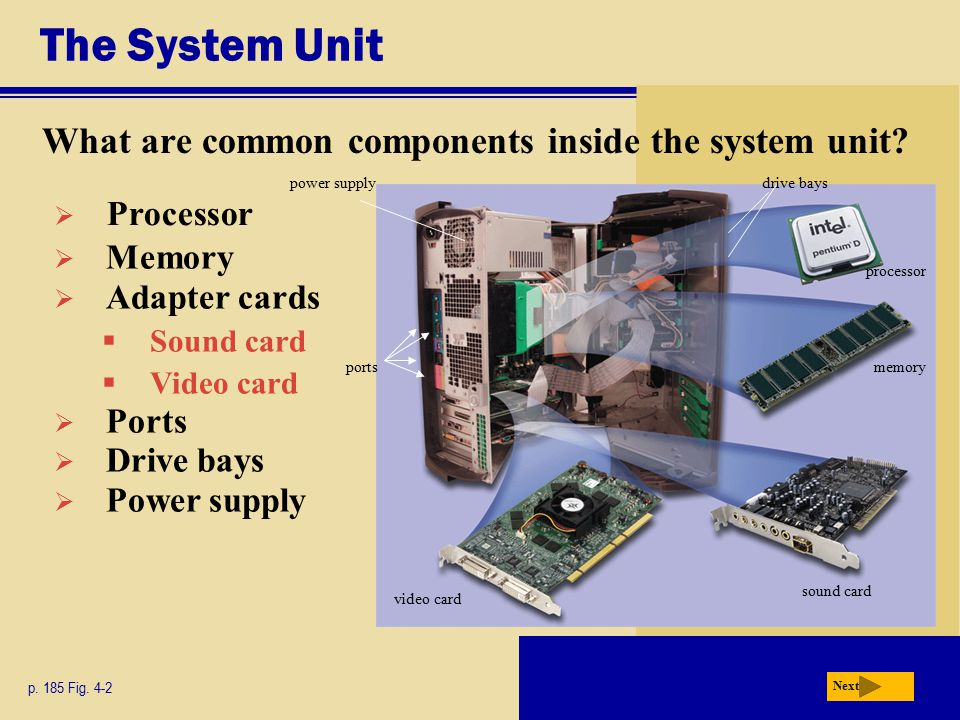 The System Unit
What are common components inside the system unit?
Processor
Memory
Adapter cards
Sound card
Video card
Ports
Drive bays
Power supply
power supply
drive bays
intel
pentium D
processor
ports
memory
video card
sound card
p. 185 Fig. 4-2
Next